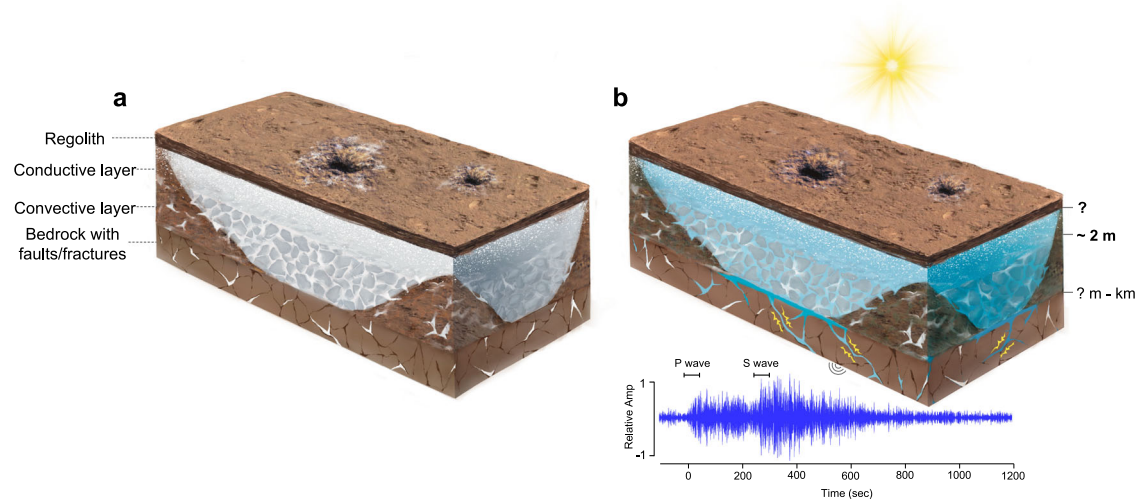 a
b
Regolith
Conductive layer
Convective layer
Bedrock with
faults/fractures
?
~ 2 m
? m - km
P wave
S wave
1
-1
Relative Amp
0
200
400
600
800
1000
1200
Time (sec)